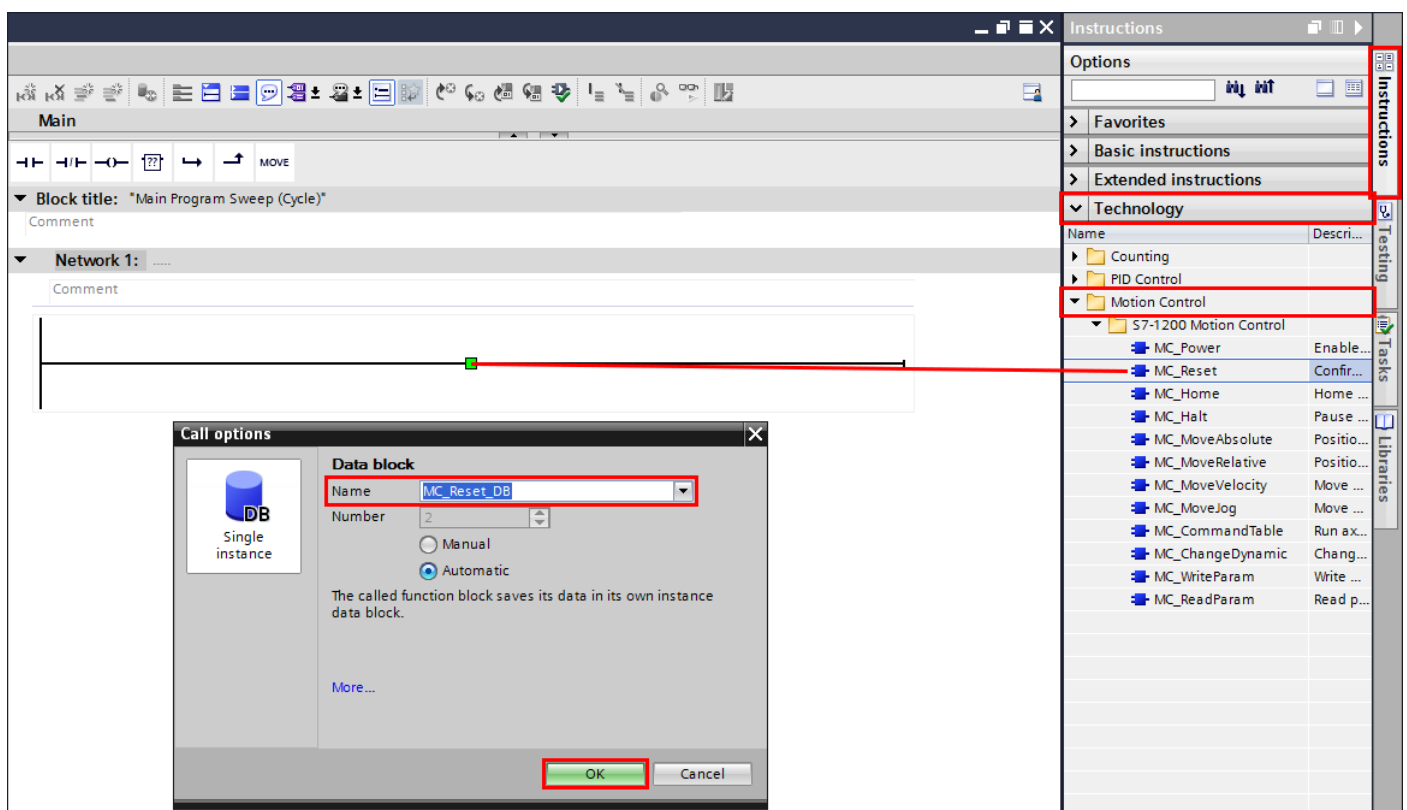 Instructions
Options
Instructions
Main
Favorites
MOVE
??
Basic instructions
Extended instructions
Block title: "Main Program Sweep (Cycle)"
Comment
Technology
Name Descri...
Network 1: .....
Comment
Counting
PID Control
Motion Control
S7-1200 Motion Control
MC_Power Enable...
MC_Reset Confir...
MC_Home Home ...
MC_Halt Pause ...
MC_MoveAbsolute Positio...
MC_MoveRelative Positio...
MC_MoveVelocity Move ...
MC_MoveJog Move ...
MC_CommandTable Run ax...
MC_ChangeDynamic Chang...
MC_WriteParam Write ...
MC_ReadParam Read p...
Testing
Tasks
Libraries
Call options
DB
Single
instance
Data block
Name MC_Reset_DB
Number 2
Manual
Automatic
The called function block saves its data in its own instance
data block.
More...
OK Cancel